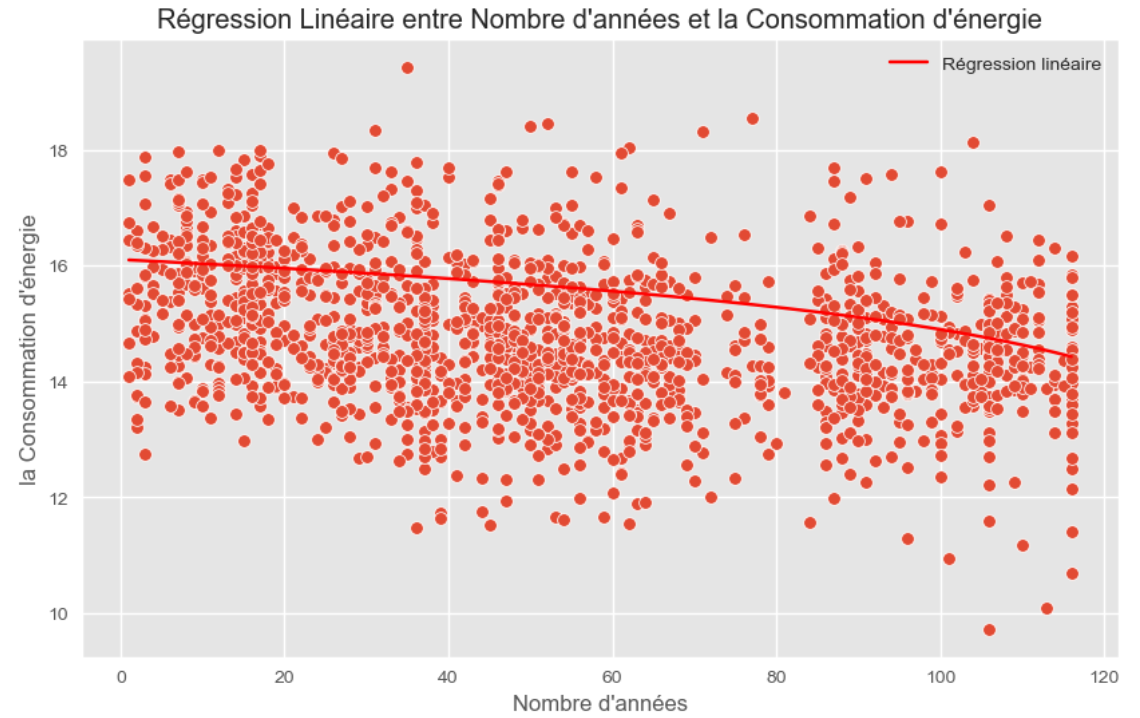 Régression Linéaire entre Nombre d'années et la Consommation d'énergie
Régression linéaire
la Consommation d'énergie
18
16
14
12
10
0 20 40 60 80 100 120
Nombre d'années